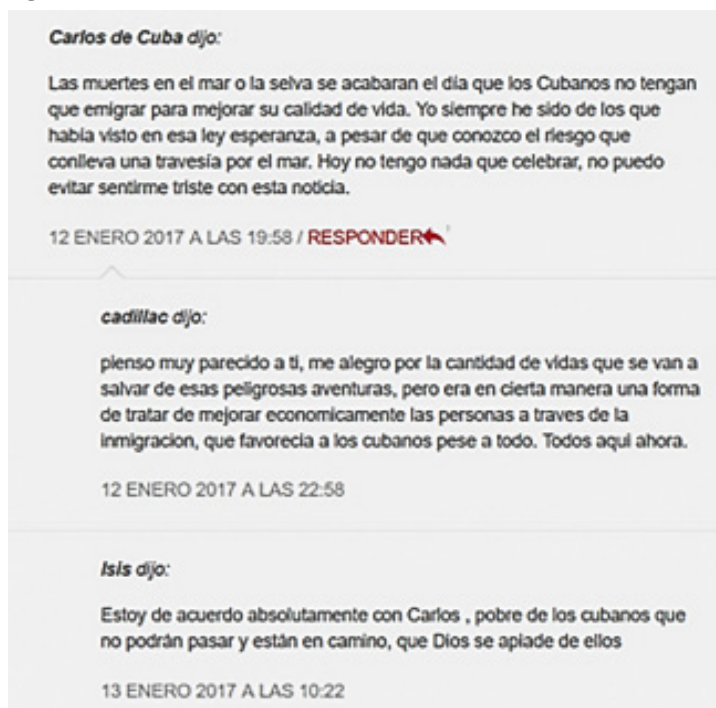 Carlos de Cuba dijo:
Las muertes en el mar o la selva se acabaran el día que los Cubanos no tengan
que emigrar para mejorar su calidad de vida. Yo siempre he sido de los que
había visto en esa ley esperanza, a pesar de que conozco el riesgo que
conlleva una travesía por el mar. Hoy no tengo nada que celebrar, no puedo
evitar sentirme triste con esta noticia.
12 ENERO 2017 A LAS 19:58 / RESPONDER
cadillac dijo:
pienso muy parecido a ti, me alegro por la cantidad de vidas que se van a
salvar de esas peligrosas aventuras, pero era en cierta manera una forma
de tratar de mejorar economicamente las personas a traves de la
inmigracion, que favorecia a los cubanos pese a todo. Todos aqui ahora.
12 ENERO 2017 A LAS 22:58
Isis dijo:
Estoy de acuerdo absolutamente con Carlos , pobre de los cubanos que
no podrán pasar y están en camino, que Dios se apiade de ellos
13 ENERO 2017 A LAS 10:22